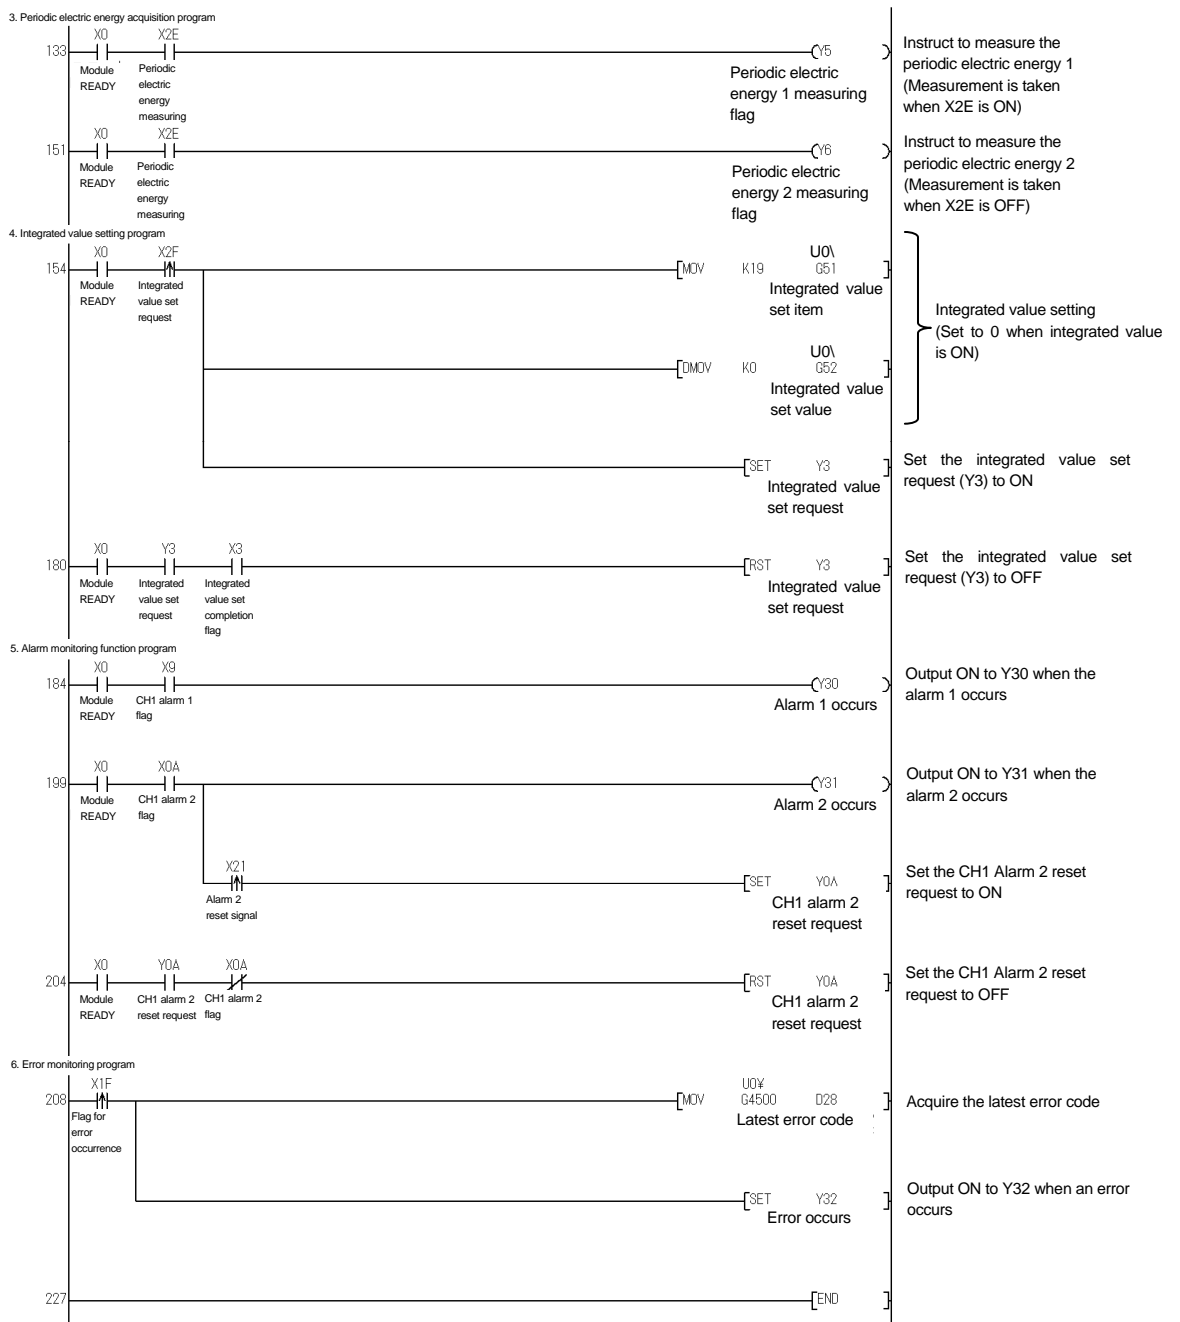 3. Periodic electric energy acquisition program
X0 X2E
133 (Y5 )
Module READY
Periodic electric energy measuring
Periodic electric energy 1 measuring flag
Instruct to measure the
periodic electric energy 1
(Measurement is taken
when X2E is ON)
X0 X2E
151 (Y6 )
Module READY
Periodic electric energy measuring
Periodic electric energy 2 measuring flag
Instruct to measure the
periodic electric energy 2
(Measurement is taken
when X2E is OFF)
4. Integrated value setting program
X0 X2F U0\
154 [MOV K19 G51 ]
Module READY
Integrated value set request
Integrated value set item
U0\
[DMOV K0 G52 ]
Integrated value set value
Integrated value setting
(Set to 0 when integrated value
is ON)
[SET Y3 ]
Integrated value set request
Set the integrated value set
request (Y3) to ON
X0 Y3 X3
180 [RST Y3 ]
Module READY
Integrated value set request
Integrated value set completion flag
Integrated value set request
Set the integrated value set
request (Y3) to OFF
5. Alarm monitoring function program
X0 X9
184 (Y30 )
Module READY
CH1 alarm 1 flag
Alarm 1 occurs
Output ON to Y30 when the
alarm 1 occurs
X0 X0A
199 (Y31 )
Module READY
CH1 alarm 2 flag
Alarm 2 occurs
Output ON to Y31 when the
alarm 2 occurs
X21
[SET Y0A ]
Alarm 2 reset signal
CH1 alarm 2 reset request
Set the CH1 Alarm 2 reset
request to ON
X0 Y0A X0A
204 [RST Y0A ]
Module READY
CH1 alarm 2 reset request
CH1 alarm 2 flag
CH1 alarm 2 reset request
Set the CH1 Alarm 2 reset
request to OFF
6. Error monitoring program
X1F U0¥
208 [MOV G4500 D28 ]
Flag for error occurrence
Latest error code
Acquire the latest error code
[SET Y32 ]
Error occurs
Output ON to Y32 when an error
occurs
227 [END ]